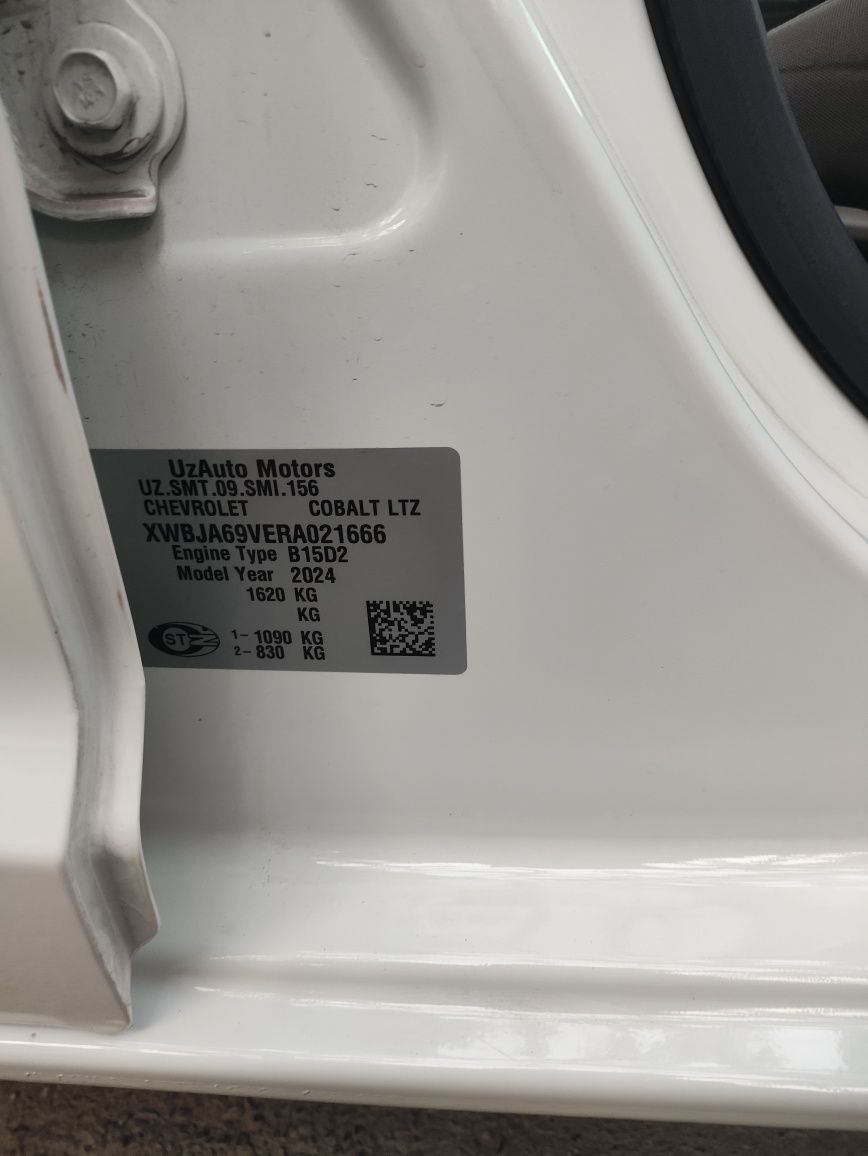 UzAuto Motors
UZ.SMT.09.SMI.156
CHEVROLET COBALT LTZ
XWBJA69VERA021666
Engine Type B15D2
Model Year 2024
1620 KG
KG
1- 1090 KG
2- 830 KG